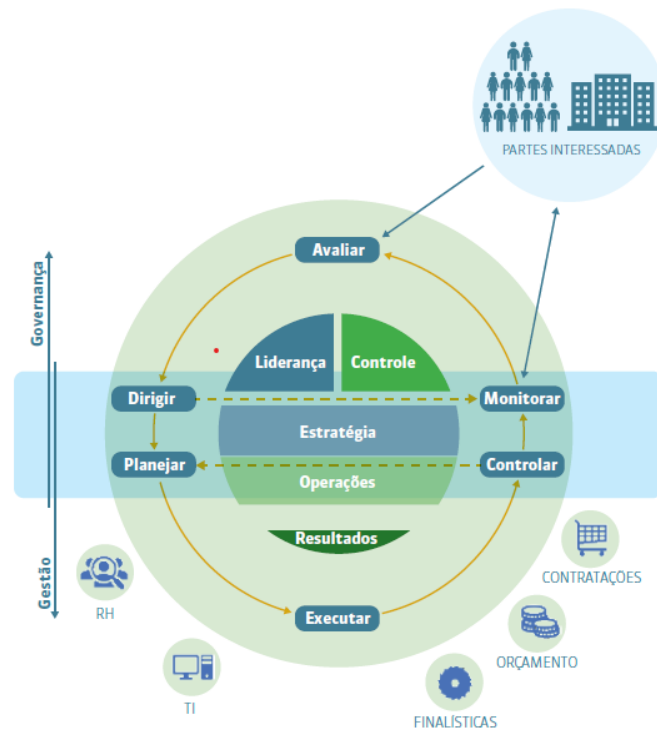 PARTES INTERESSADAS
Avaliar
Governança
Liderança
Controle
Dirigir
Monitorar
Estratégia
Planejar
Controlar
Operações
Resultados
Gestão
CONTRATAÇÕES
RH
Executar
ORÇAMENTO
TI
FINALÍSTICAS